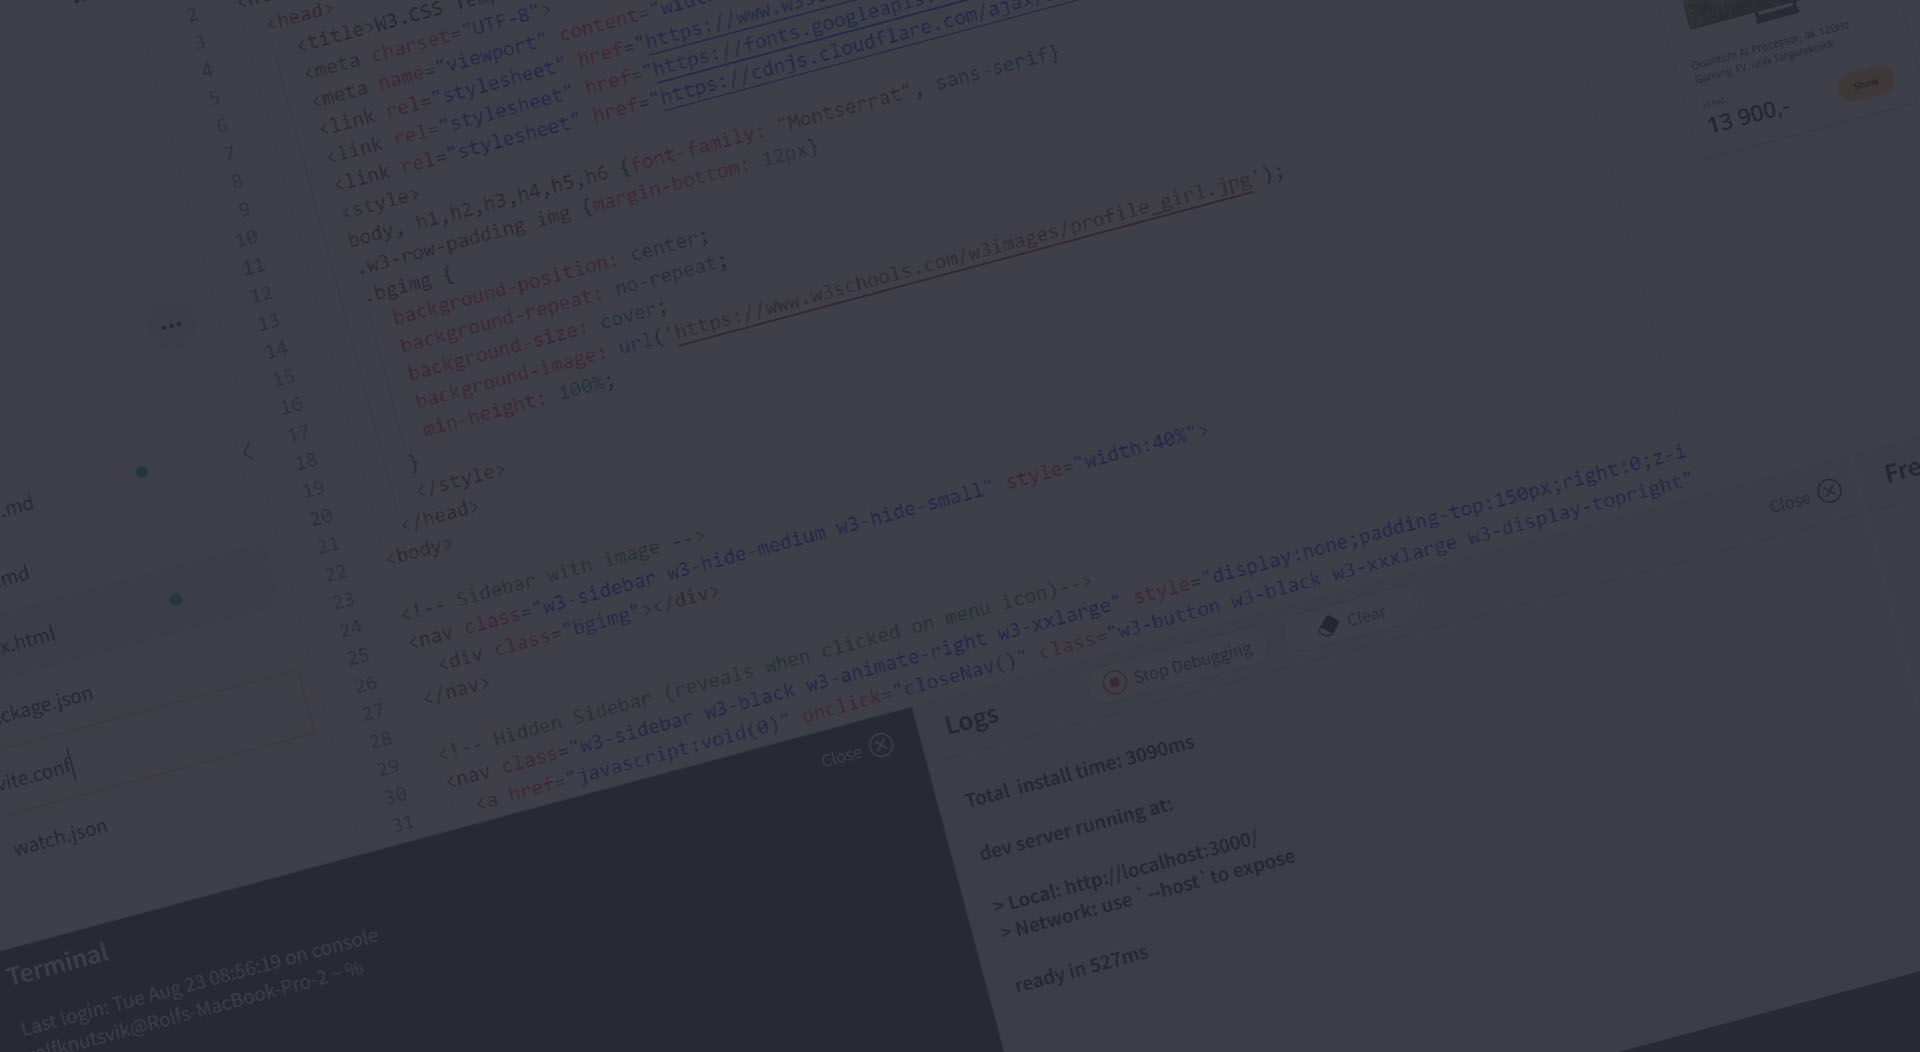 2
3
4
5
6
7
8
9
10
11
12
13
14
15
16
17
18
19
20
21
22
23
24
25
26
27
28
29
30
31
<head>
<title>W3.CSS
<meta charset="UTF-8">
<meta name="viewport" content="
<link rel="stylesheet" href="https://www.
<link rel="stylesheet" href="https://fonts.googleapis.
<link rel="stylesheet" href="https://cdnjs.cloudflare.com/ajax/
<style>
body, h1,h2,h3,h4,h5,h6 {font-family: "Montserrat", sans-serif}
.w3-row-padding img {margin-bottom: 12px}
.bgimg {
background-position: center;
background-repeat: no-repeat;
background-size: cover;
background-image: url('https://www.w3schools.com/w3images/profile_girl.jpg');
min-height: 100%;
}
</style>
</head>
<body>
<!-- Sidebar with image -->
<nav class="w3-sidebar w3-hide-medium w3-hide-small" style="width:40%">
<div class="bgimg"></div>
</nav>
<!-- Hidden Sidebar (reveals when clicked on menu icon)-->
<nav class="w3-sidebar w3-black w3-animate-right w3-xxlarge" style="display:none;padding-top:150px;right:0;z-i
<a href="javascript:void(0)" onclick="closeNav()" class="w3-button w3-black w3-xxxlarge w3-display-topright"
.md
.md
x.html
ckage.json
vite.conf
watch.json
Quantum AI Processor, 4K 120Hz
Gaming TV, unik fargeteknikk
13 900,-
Show
Close
Fre
Logs
Stop Debugging
Clear
Total install time: 3090ms
dev server running at:
> Local: http://localhost:3000/
> Network: use `--host` to expose
ready in 527ms
Close
Terminal
Last login: Tue Aug 23 08:56:19 on console
olfknutsvik@Rolfs-MacBook-Pro-2 ~ %